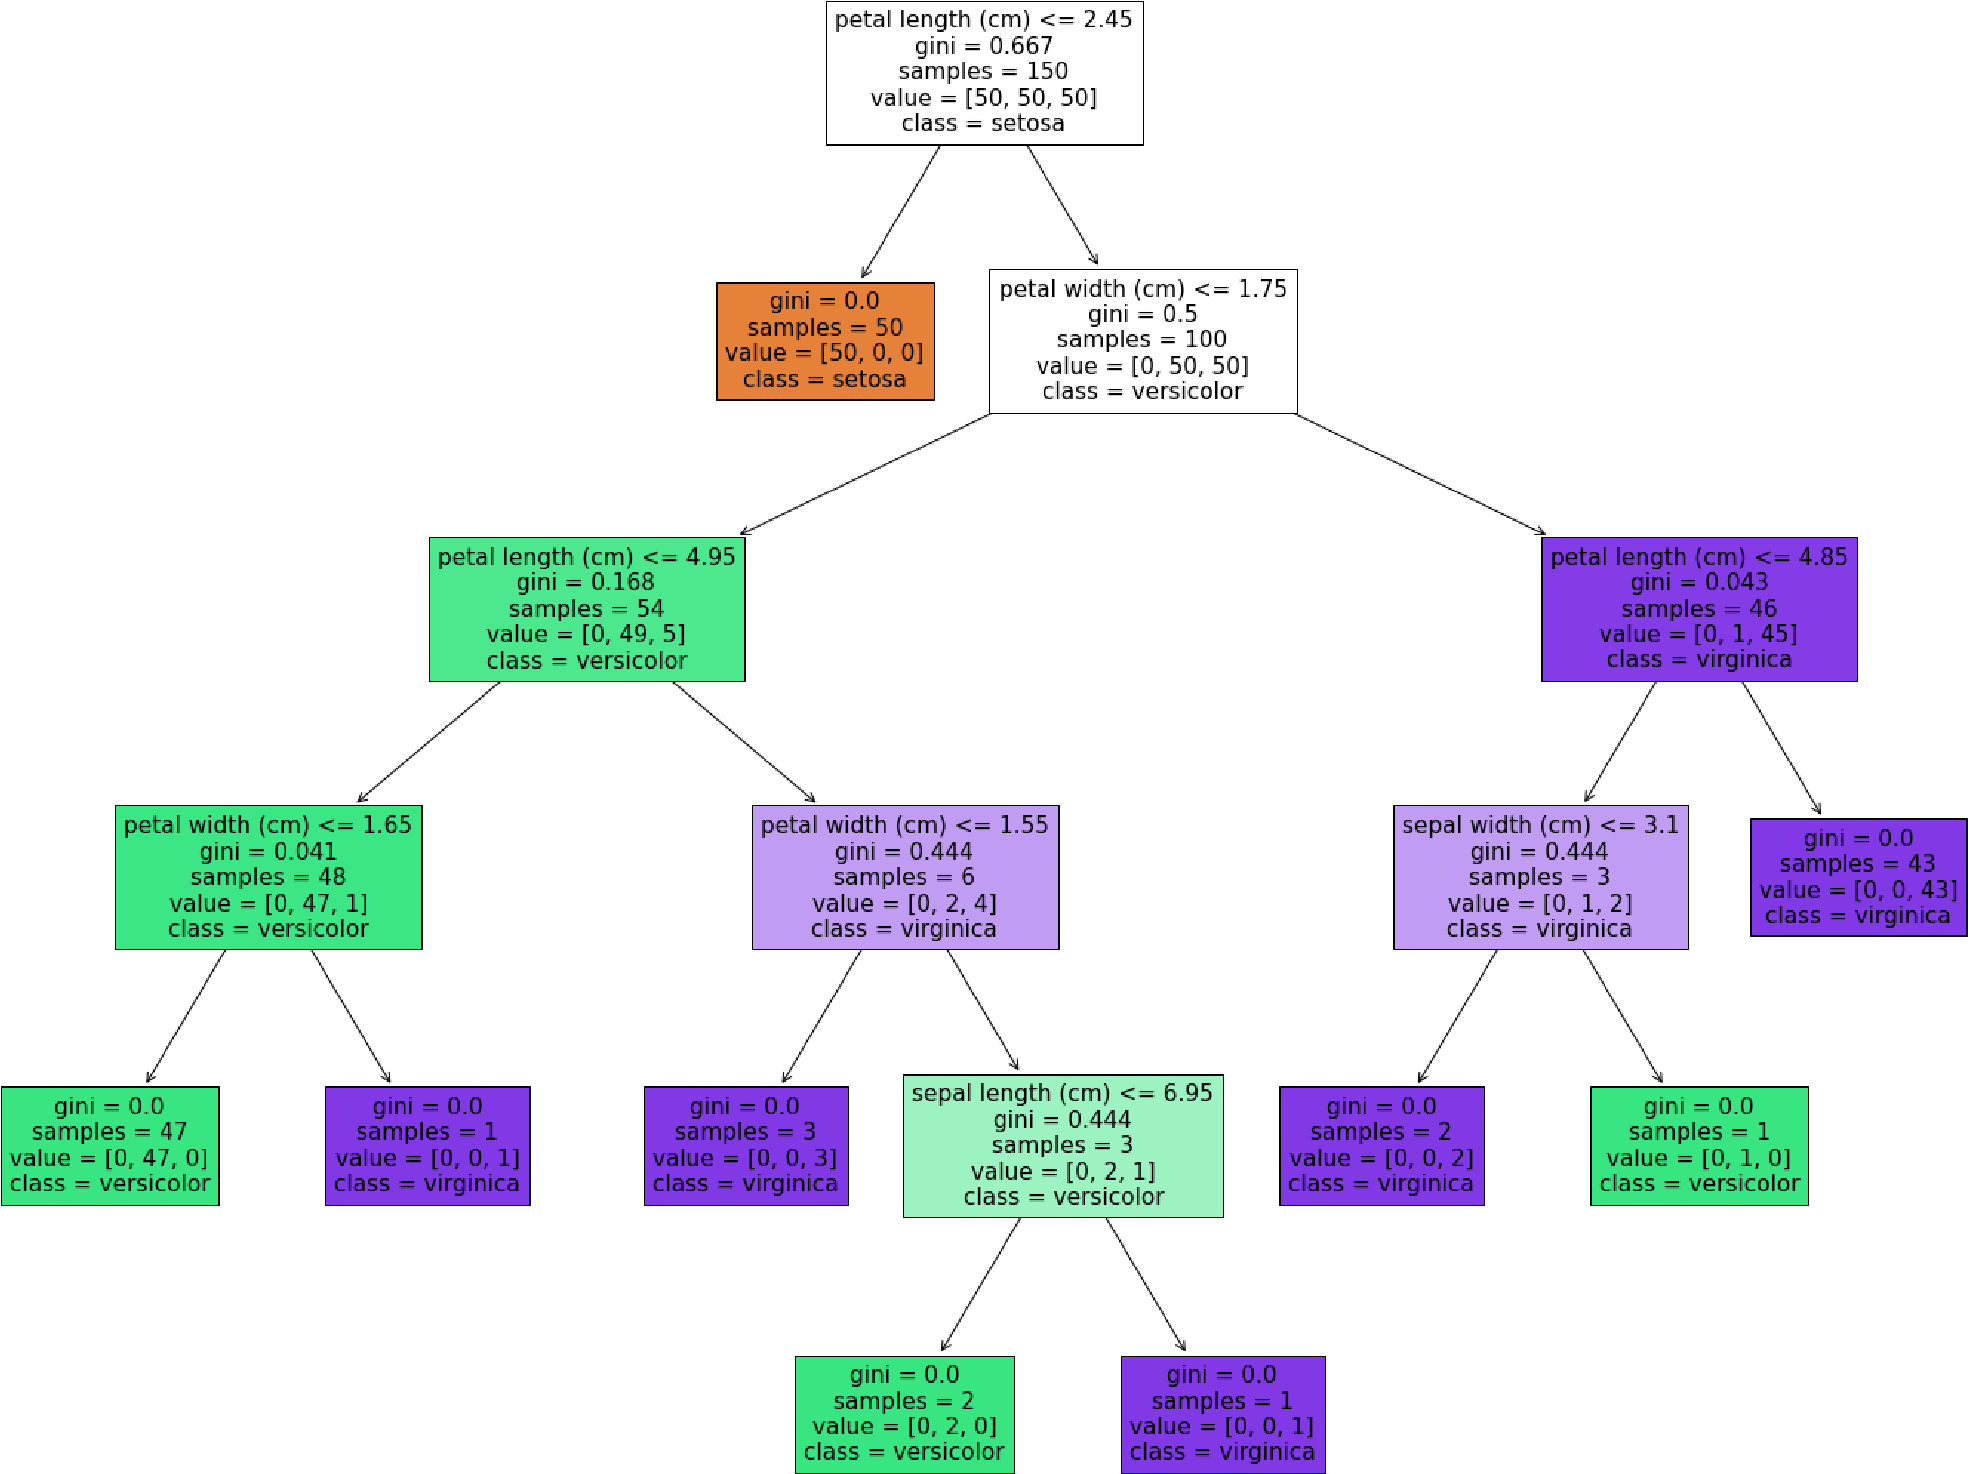 petal length (cm) <= 2.45
gini = 0.667
samples = 150
value = [50, 50, 50]
class = setosa
gini = 0.0
samples = 50
value = [50, 0, 0]
class = setosa
petal width (cm) <= 1.75
gini = 0.5
samples = 100
value = [0, 50, 50]
class = versicolor
petal length (cm) <= 4.95
gini = 0.168
samples = 54
value = [0, 49, 5]
class = versicolor
petal length (cm) <= 4.85
gini = 0.043
samples = 46
value = [0, 1, 45]
class = virginica
petal width (cm) <= 1.65
gini = 0.041
samples = 48
value = [0, 47, 1]
class = versicolor
petal width (cm) <= 1.55
gini = 0.444
samples = 6
value = [0, 2, 4]
class = virginica
sepal width (cm) <= 3.1
gini = 0.444
samples = 3
value = [0, 1, 2]
class = virginica
gini = 0.0
samples = 43
value = [0, 0, 43]
class = virginica
gini = 0.0
samples = 47
value = [0, 47, 0]
class = versicolor
gini = 0.0
samples = 1
value = [0, 0, 1]
class = virginica
gini = 0.0
samples = 3
value = [0, 0, 3]
class = virginica
sepal length (cm) <= 6.95
gini = 0.444
samples = 3
value = [0, 2, 1]
class = versicolor
gini = 0.0
samples = 2
value = [0, 0, 2]
class = virginica
gini = 0.0
samples = 1
value = [0, 1, 0]
class = versicolor
gini = 0.0
samples = 2
value = [0, 2, 0]
class = versicolor
gini = 0.0
samples = 1
value = [0, 0, 1]
class = virginica